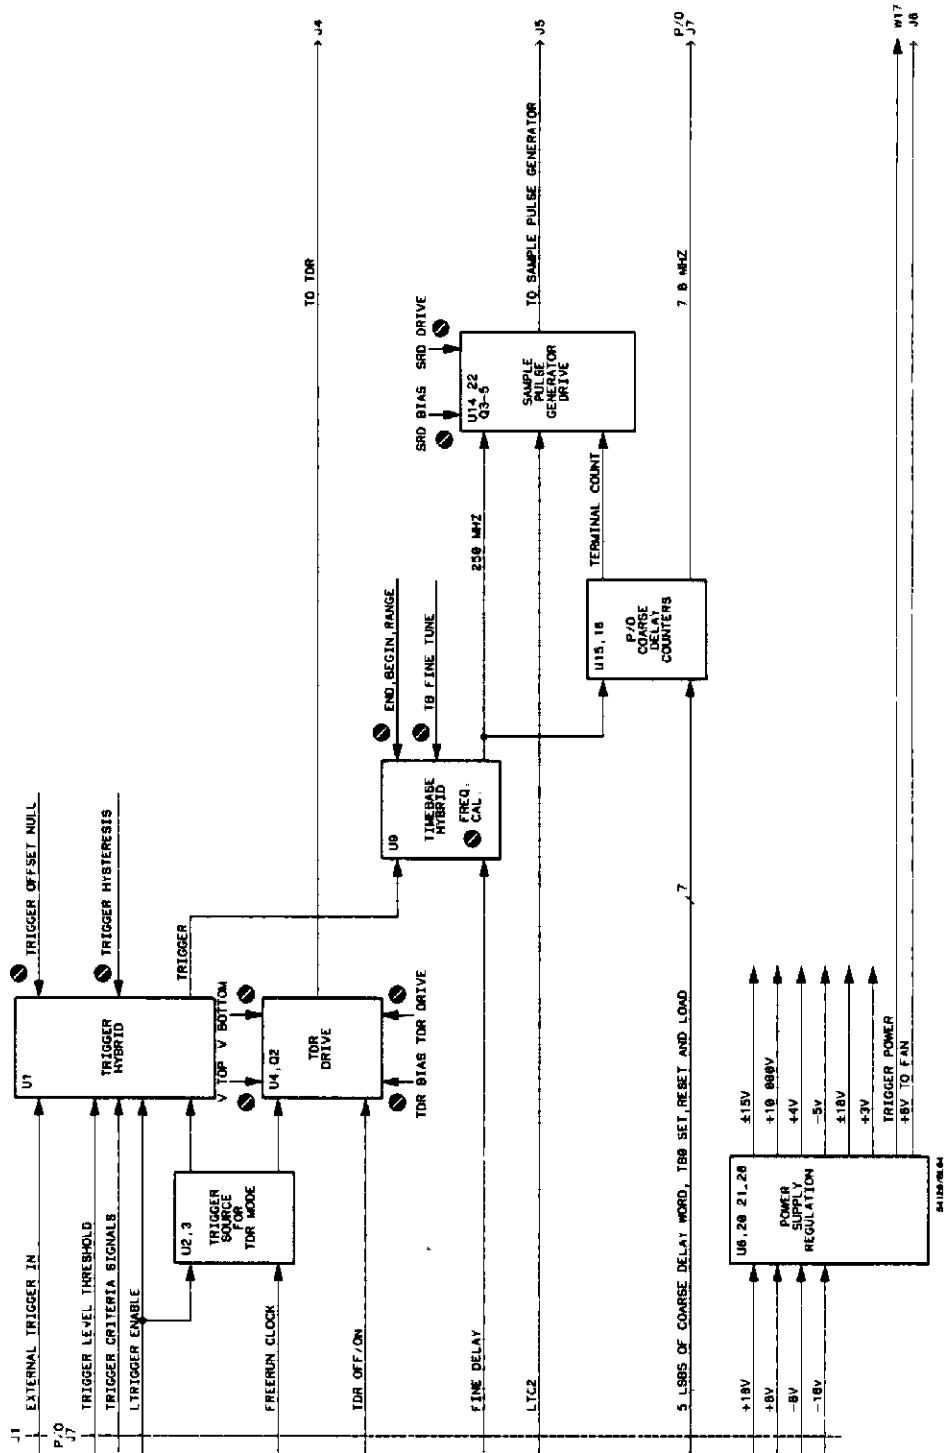 J1
P/O
J7
EXTERNAL TRIGGER IN
TRIGGER LEVEL THRESHOLD
TRIGGER CRITERIA SIGNALS
LTRIGGER ENABLE
FREERUN CLOCK
TDR OFF/ON
FINE DELAY
LTC2
5 LSBS OF COARSE DELAY WORD, TB0 SET, RESET AND LOAD
7
+18V
+8V
-8V
-18V
U2,3
TRIGGER
SOURCE
FOR
TDR MODE
U6,20 21,28
POWER
SUPPLY
REGULATION
±15V
+10 000V
+4V
-5V
±18V
+3V
TRIGGER POWER
+8V TO FAN
U1
TRIGGER
HYBRID
TRIGGER OFFSET NULL
TRIGGER HYSTERESIS
TRIGGER
V TOP
V BOTTOM
U4,Q2
TDR
DRIVE
TDR BIAS
TDR DRIVE
U9
TIMEBASE
HYBRID
FREQ.
CAL.
END,BEGIN,RANGE
TB FINE TUNE
250 MHZ
U15,16
P/O
COARSE
DELAY
COUNTERS
TERMINAL COUNT
SRD BIAS
SRD DRIVE
U14 22
Q3-5
SAMPLE
PULSE
GENERATOR
DRIVE
TO TDR
TO SAMPLE PULSE GENERATOR
7 8 MHZ
J4
J5
P/O
J7
W17
J6